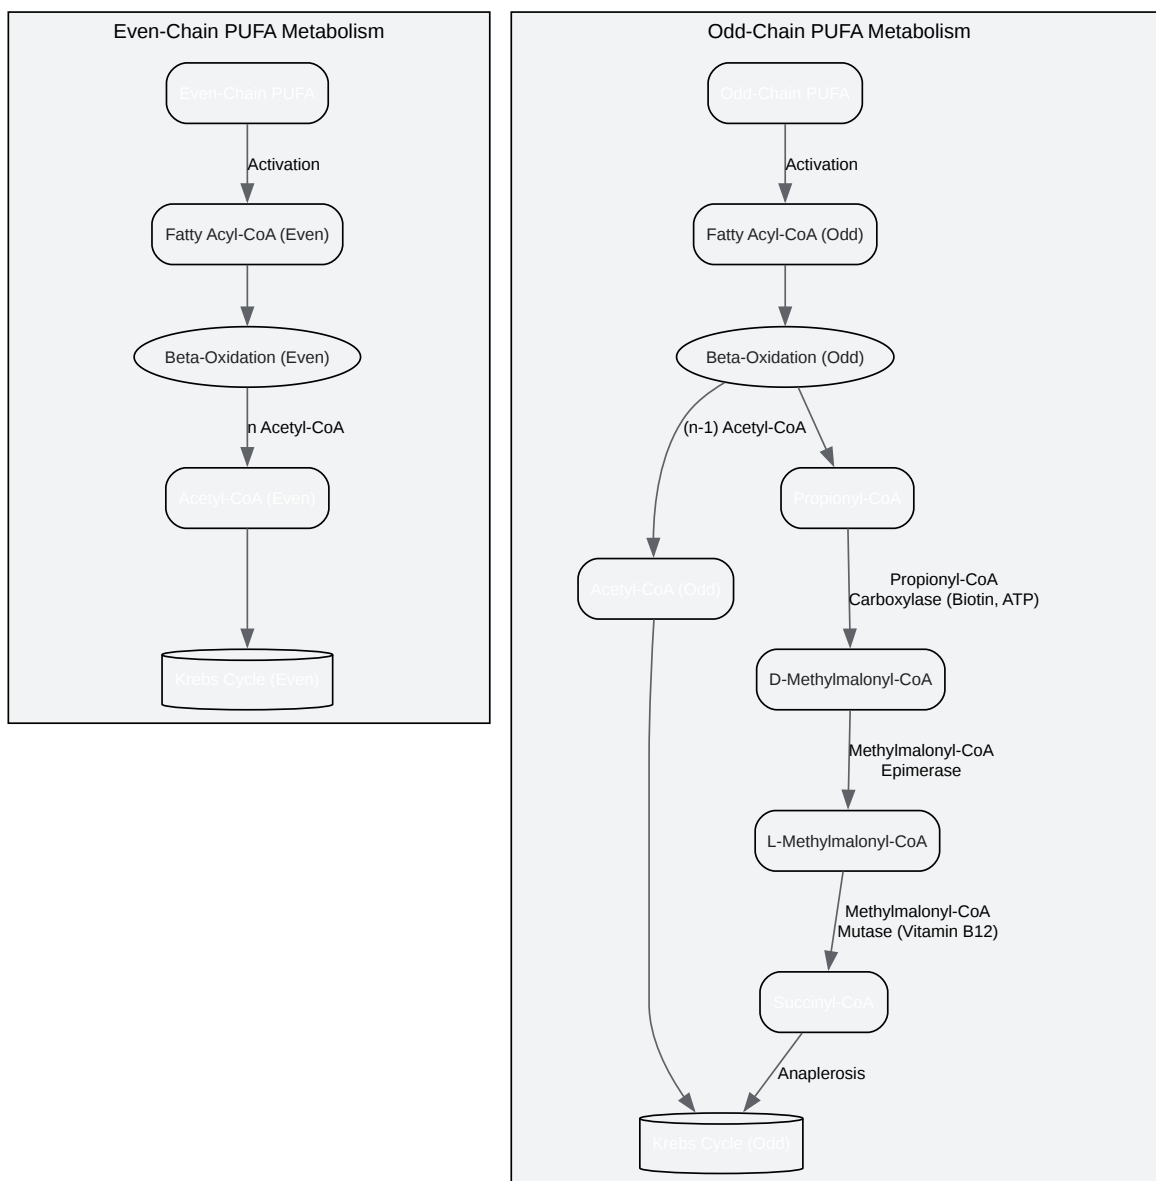 Even-Chain PUFA Metabolism
Even-Chain PUFA
Activation
Fatty Acyl-CoA (Even)
Beta-Oxidation (Even)
n Acetyl-CoA
Acetyl-CoA (Even)
Krebs Cycle (Even)
Odd-Chain PUFA Metabolism
Odd-Chain PUFA
Activation
Fatty Acyl-CoA (Odd)
Beta-Oxidation (Odd)
(n-1) Acetyl-CoA
Propionyl-CoA
Acetyl-CoA (Odd)
Propionyl-CoA
Carboxylase (Biotin, ATP)
D-Methylmalonyl-CoA
Methylmalonyl-CoA
Epimerase
L-Methylmalonyl-CoA
Methylmalonyl-CoA
Mutase (Vitamin B12)
Succinyl-CoA
Anaplerosis
Krebs Cycle (Odd)